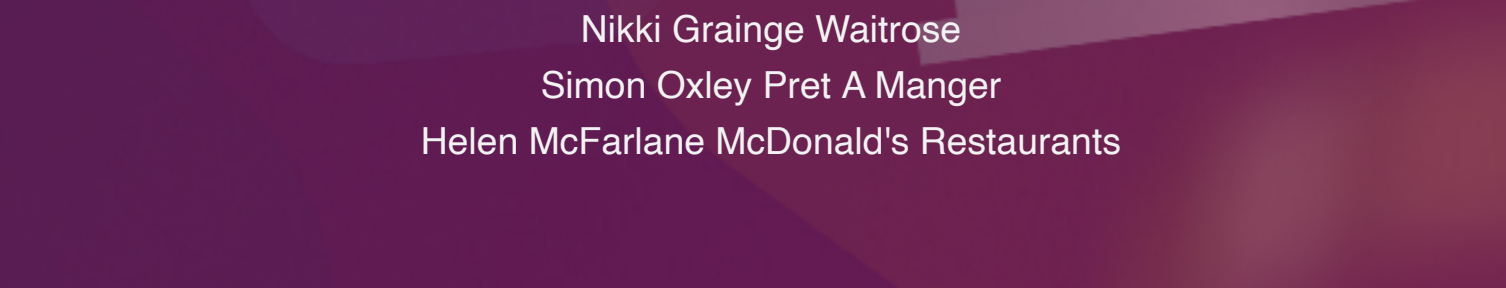 Nikki Grainge Waitrose
Simon Oxley Pret A Manger
Helen McFarlane McDonald's Restaurants